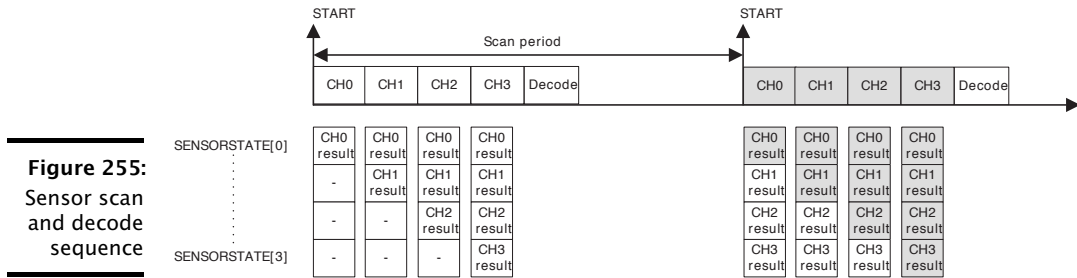 START START
Scan period
CH0 CH1 CH2 CH3 Decode CH0 CH1 CH2 CH3 Decode
SENSORSTATE[0] CH0 CH0 CH0 CH0 CH0 CH0 CH0 CH0
result result result result result result result result
Figure 255:
Sensor scan
and decode
sequence
- CH1 CH1 CH1 CH1 CH1 CH1 CH1
result result result result result result result
- - CH2 CH2 CH2 CH2 CH2 CH2
result result result result result result
SENSORSTATE[3] - - - CH3 CH3 CH3 CH3 CH3
result result result result result